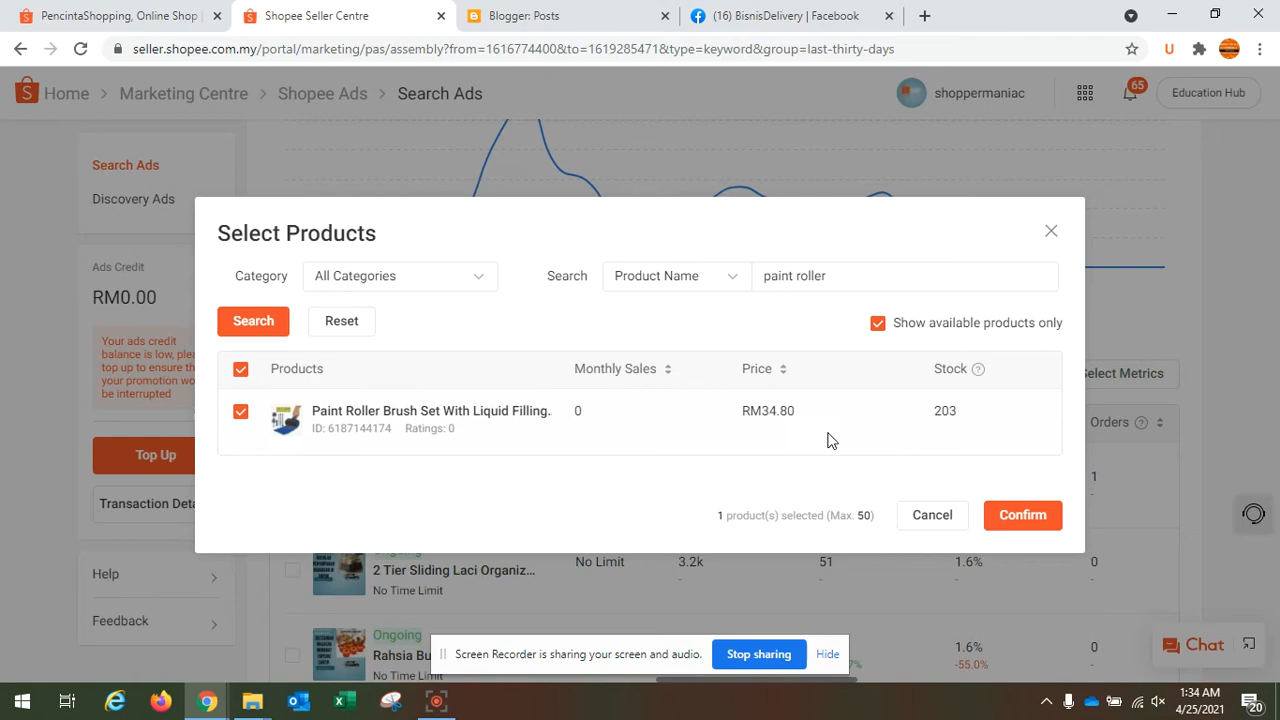 PencintaShopping, Online Shop
Shopee Seller Centre
Blogger: Posts
(16) BisnisDelivery | Facebook
seller.shopee.com.my/portal/marketing/pas/assembly?from=1616774400&to=1619285471&type=keyword&group=last-thirty-days
U
Home > Marketing Centre > Shopee Ads > Search Ads
shoppermaniac
65
Education Hub
Search Ads
Discovery Ads
Ads Credit
RM0.00
Your ads credit
balance is low, plea
top up to ensure th
your promotion wo
be interrupted
Top Up
Transaction Deta
Help
Feedback
Select Products
Category
All Categories
Search
Product Name
paint roller
Search
Reset
Show available products only
Products
Monthly Sales
Price
Stock
Paint Roller Brush Set With Liquid Filling...
0
RM34.80
203
ID: 6187144174
Ratings: 0
1 product(s) selected (Max. 50)
Cancel
Confirm
Select Metrics
Orders
1
-
Ongoing
2 Tier Sliding Laci Organiz...
No Limit
3.2k
51
1.6%
0
No Time Limit
-
-
-
-
Ongoing
Rahsia Bu
No Time Limit
7%
1.6%
0
-55.0%
-
Screen Recorder is sharing your screen and audio.
Stop sharing
Hide
Chat
1:34 AM
4/25/2021
20